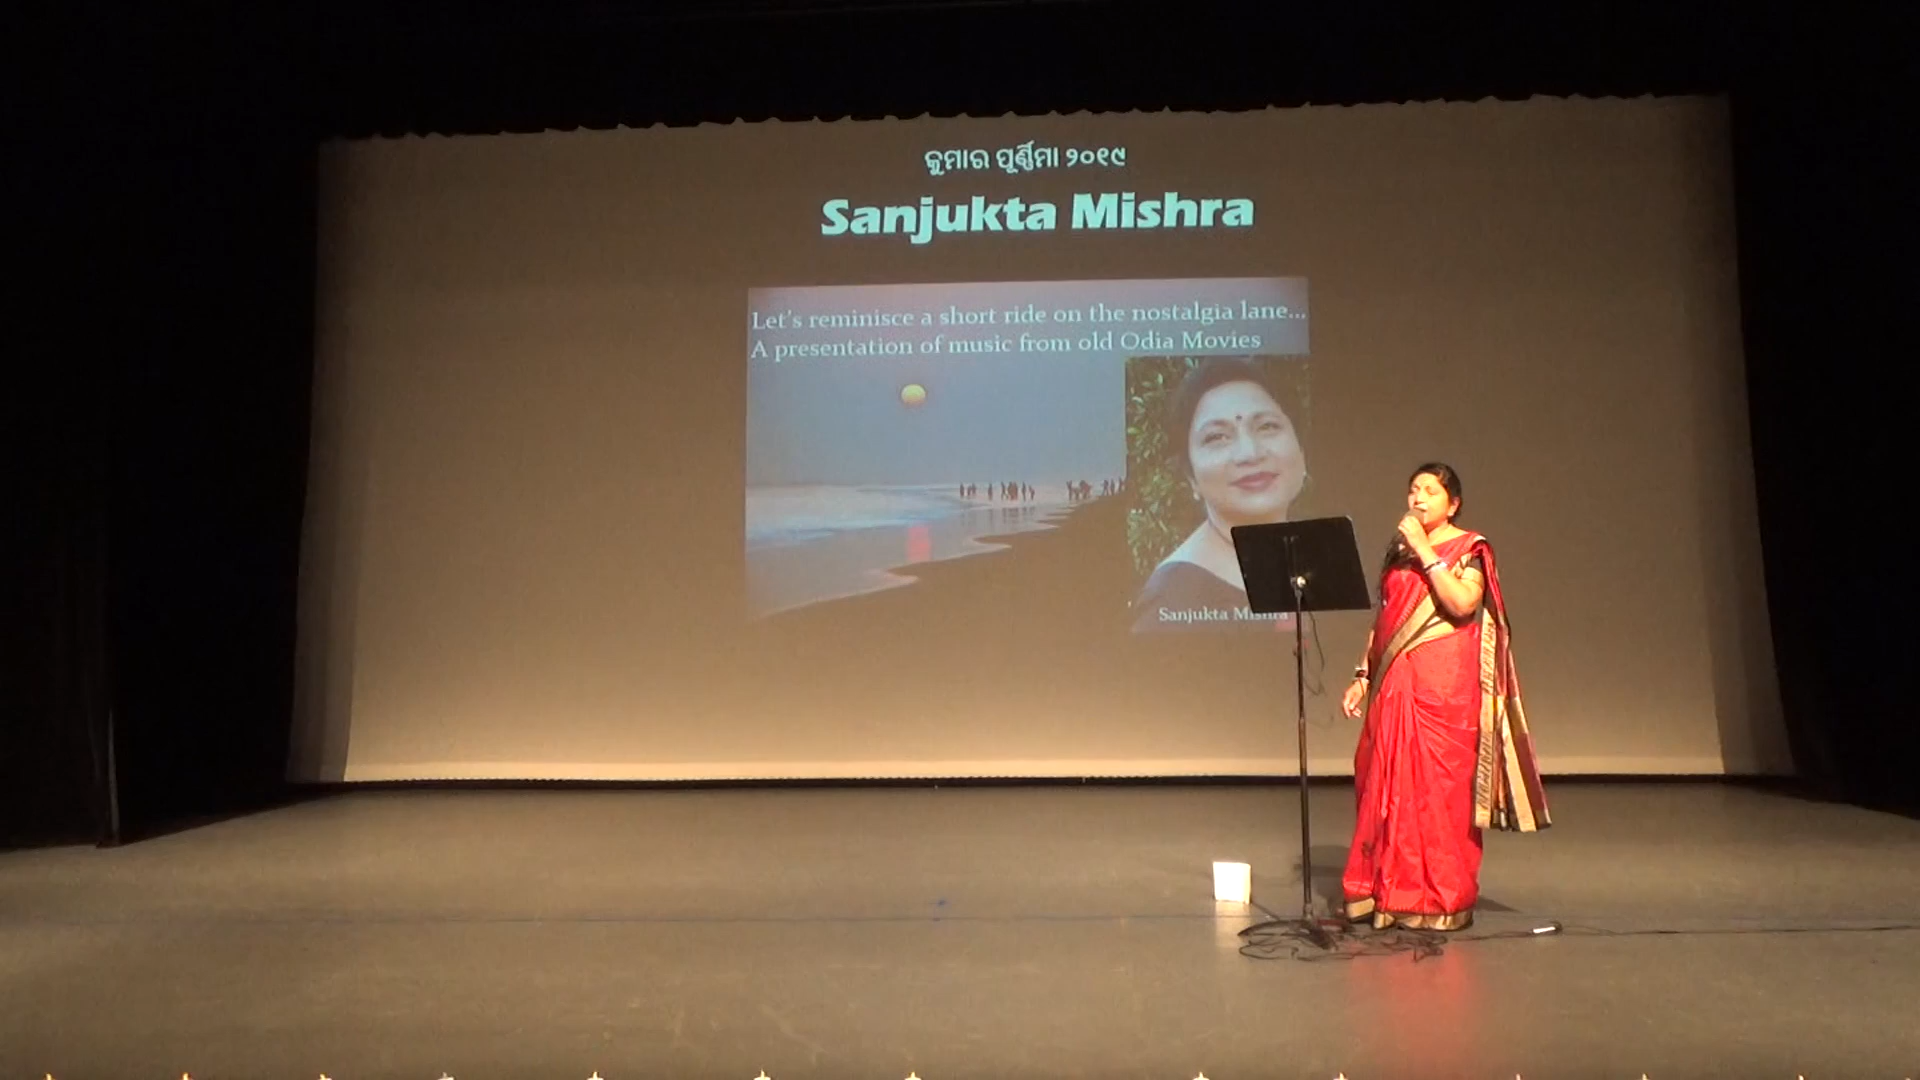 କୁମାର ପୂର୍ଣ୍ଣିମା ୨୦୧୯
Sanjukta Mishra
Let's reminisce a short ride on the nostalgia lane...
A presentation of music from old Odia Movies
Sanjukta Mishra